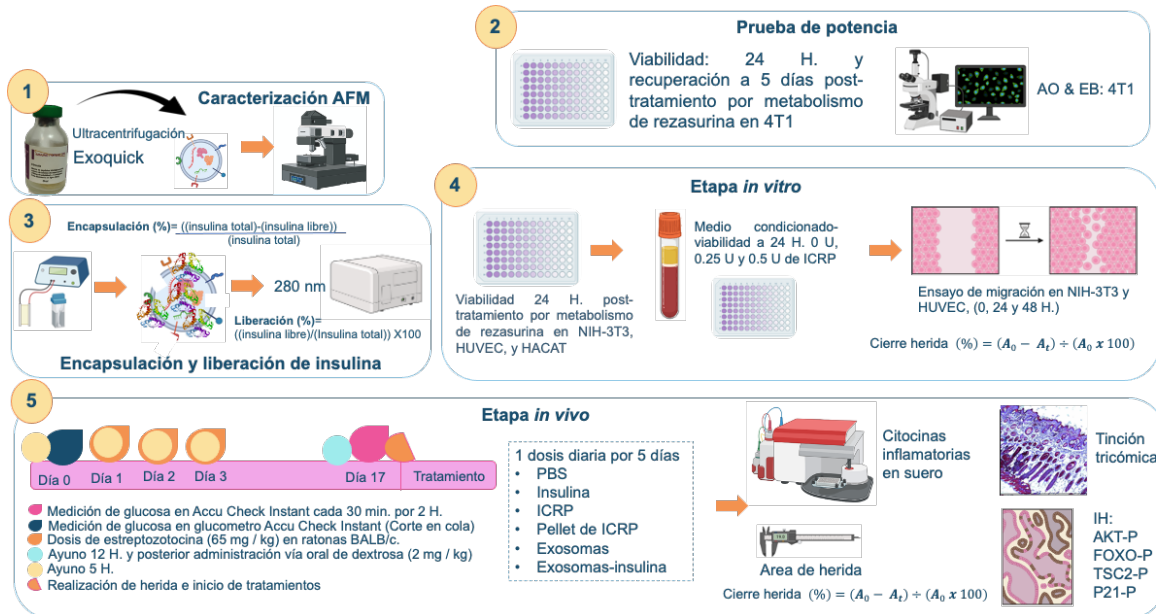 1
Caracterización AFM
Ultracentrifugación
Exoquick
2
Prueba de potencia
Viabilidad: 24 H. y
recuperación a 5 días post-
tratamiento por metabolismo
de rezasurina en 4T1
AO & EB: 4T1
3
Encapsulación (%)= ((insulina total)-(insulina libre))
(insulina total)
280 nm
Liberación (%)=
((insulina libre)/(Insulina total)) X100
Encapsulación y liberación de insulina
4
Etapa in vitro
Viabilidad 24 H. post-
tratamiento por metabolismo
de rezasurina en NIH-3T3,
HUVEC, y HACAT
Medio condicionado-
viabilidad a 24 H. 0 U,
0.25 U y 0.5 U de ICRP
Ensayo de migración en NIH-3T3 y
HUVEC, (0, 24 y 48 H.)
Cierre herida (%) = (A₀ − Aₜ) ÷ (A₀ x 100)
5
Etapa in vivo
Día 0
Día 1
Día 2
Día 3
Día 17
Tratamiento
Medición de glucosa en Accu Check Instant cada 30 min. por 2 H.
Medición de glucosa en glucometro Accu Check Instant (Corte en cola)
Dosis de estreptozotocina (65 mg / kg) en ratonas BALB/c.
Ayuno 12 H. y posterior administración vía oral de dextrosa (2 mg / kg)
Ayuno 5 H.
Realización de herida e inicio de tratamientos
1 dosis diaria por 5 días
• PBS
• Insulina
• ICRP
• Pellet de ICRP
• Exosomas
• Exosomas-insulina
Citocinas
inflamatorias
en suero
Area de herida
Cierre herida (%) = (A₀ − Aₜ) ÷ (A₀ x 100)
Tinción
tricómica
IH:
AKT-P
FOXO-P
TSC2-P
P21-P